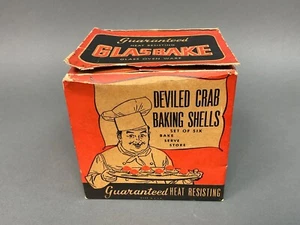 Guaranteed
HEAT RESISTING
GLASBAKE
GLASS OVEN WARE
DEVILED CRAB
BAKING SHELLS
SET OF SIX
BAKE
SERVE
STORE
Guaranteed HEAT RESISTING